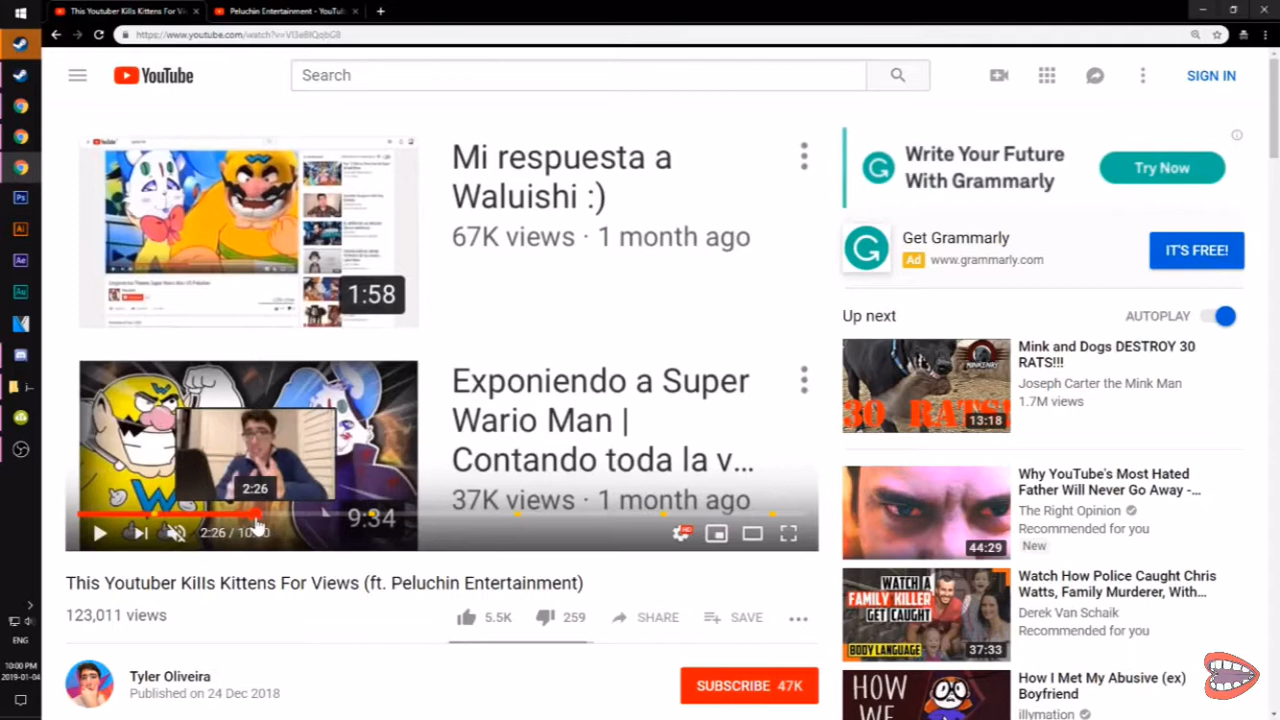 This Youtuber Kills Kittens For Vi
Peluchin Entertainment - YouTub
https://www.youtube.com/watch?v=
YouTube
Search
SIGN IN
1:58
Mi respuesta a
Waluishi :)
67K views · 1 month ago
Exponiendo a Super
Wario Man |
Contando toda la v...
37K views · 1 month ago
2:26
9:34
2:26 / 10
HD
This Youtuber Kills Kittens For Views (ft. Peluchin Entertainment)
123,011 views
5.5K
259
SHARE
SAVE
Tyler Oliveira
Published on 24 Dec 2018
SUBSCRIBE 47K
Write Your Future
With Grammarly
Try Now
Get Grammarly
Ad www.grammarly.com
IT'S FREE!
Up next
AUTOPLAY
30 RATS!
13:18
Mink and Dogs DESTROY 30
RATS!!!
Joseph Carter the Mink Man
1.7M views
44:29
Why YouTube's Most Hated
Father Will Never Go Away -...
The Right Opinion
Recommended for you
New
WATCH A
FAMILY KILLER
GET CAUGHT
BODY LANGUAGE
37:33
Watch How Police Caught Chris
Watts, Family Murderer, With...
Derek Van Schaik
Recommended for you
HOW
WE
How I Met My Abusive (ex)
Boyfriend
illymation
Ps
Ai
Ae
Au
ENG
10:00 PM
2019-01-04